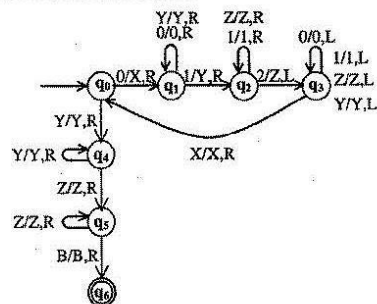 Y/Y,R Z/Z,R 0/0,L
0/0,R 1/1,R 1/1,L
q0 0/X,R q1 1/Y,R q2 2/Z,L q3 Z/Z,L
Y/Y,L
Y/Y,R X/X,R
Y/Y,R q4
Z/Z,R
Z/Z,R q5
B/B,R
q6